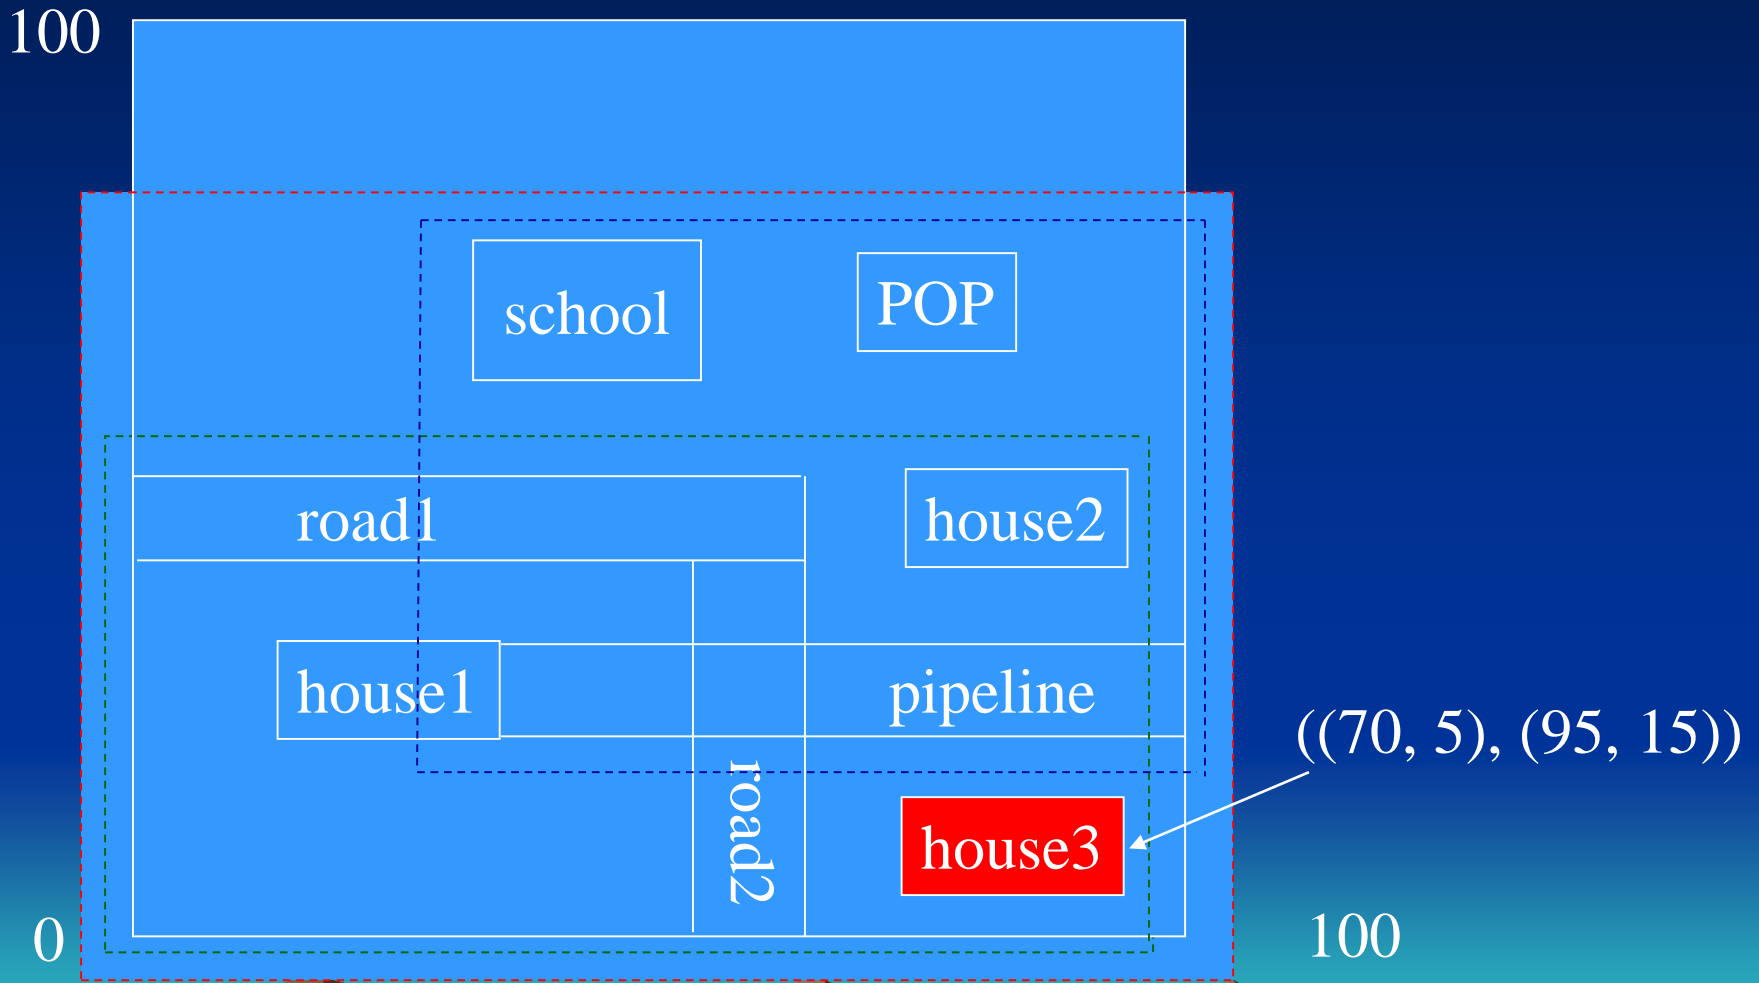 100
school
POP
road1
house2
house1
pipeline
((70, 5), (95, 15))
road2
house3
0
100